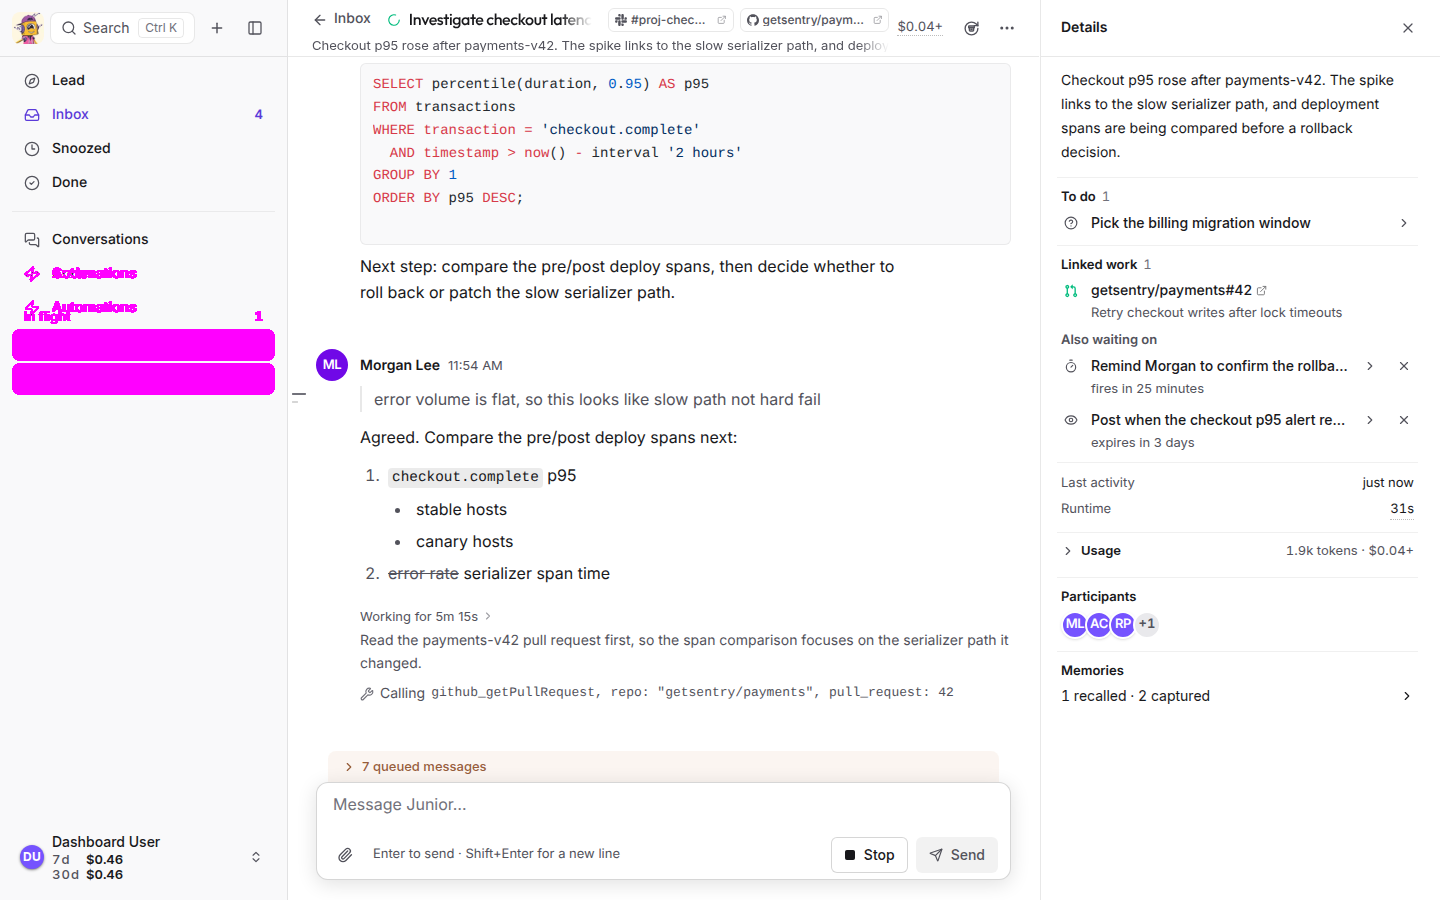 Search Ctrl K
Lead
Inbox 4
Snoozed
Done
Conversations
Automations
In flight 1
DU
Dashboard User
7d $0.46
30d $0.46
Inbox
Investigate checkout latenc
#proj-chec...
getsentry/paym...
$0.04+
Checkout p95 rose after payments-v42. The spike links to the slow serializer path, and deploy
SELECT percentile(duration, 0.95) AS p95
FROM transactions
WHERE transaction = 'checkout.complete'
AND timestamp > now() - interval '2 hours'
GROUP BY 1
ORDER BY p95 DESC;
Next step: compare the pre/post deploy spans, then decide whether to
roll back or patch the slow serializer path.
ML
Morgan Lee 11:54 AM
error volume is flat, so this looks like slow path not hard fail
Agreed. Compare the pre/post deploy spans next:
1. checkout.complete p95
• stable hosts
• canary hosts
2. error rate serializer span time
Working for 5m 15s
Read the payments-v42 pull request first, so the span comparison focuses on the serializer path it
changed.
Calling github_getPullRequest, repo: "getsentry/payments", pull_request: 42
7 queued messages
Message Junior...
Enter to send · Shift+Enter for a new line
Stop
Send
Details
Checkout p95 rose after payments-v42. The spike
links to the slow serializer path, and deployment
spans are being compared before a rollback
decision.
To do 1
Pick the billing migration window
Linked work 1
getsentry/payments#42
Retry checkout writes after lock timeouts
Also waiting on
Remind Morgan to confirm the rollba...
fires in 25 minutes
Post when the checkout p95 alert re...
expires in 3 days
Last activity just now
Runtime 31s
Usage 1.9k tokens · $0.04+
Participants
ML AC RP +1
Memories
1 recalled · 2 captured